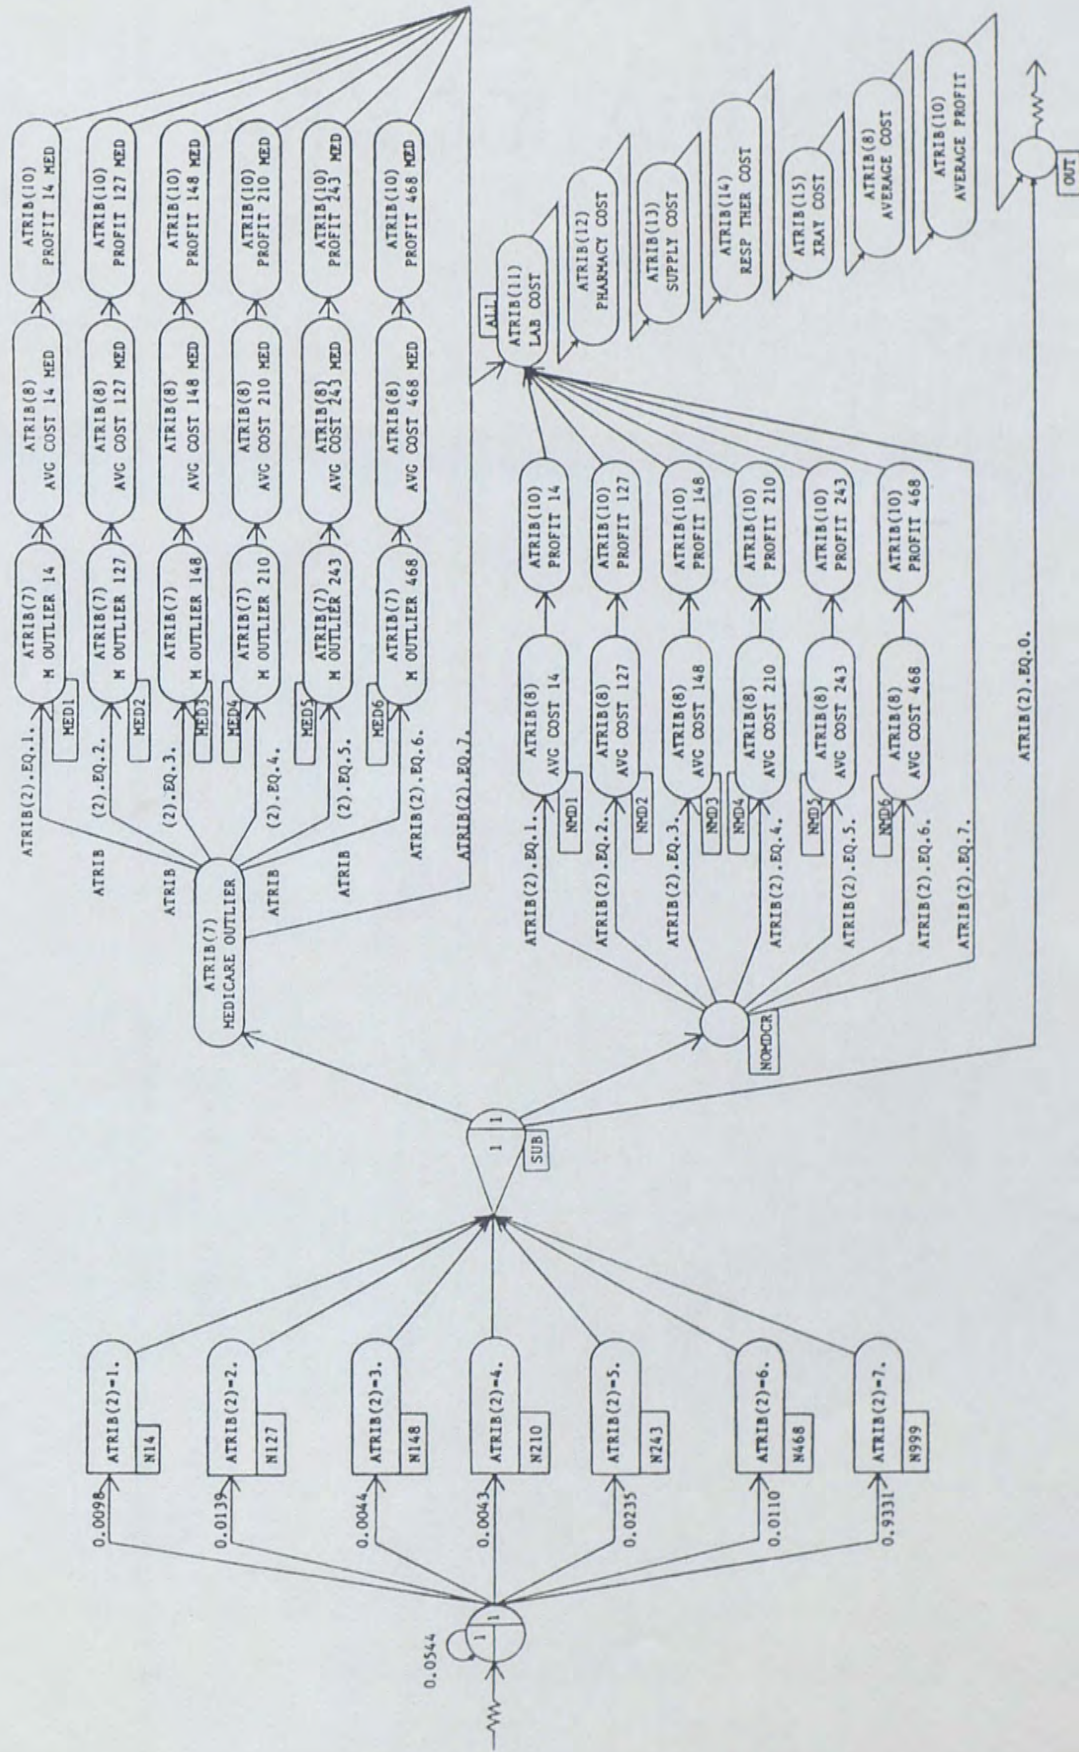 0.0544
1
1
0.0098
0.0139
0.0044
0.0043
0.0235
0.0110
0.9331
ATRIB(2)=1.
N14
ATRIB(2)=2.
N127
ATRIB(2)=3.
N148
ATRIB(2)=4.
N210
ATRIB(2)=5.
N243
ATRIB(2)=6.
N468
ATRIB(2)=7.
N999
1
1
SUB
ATRIB(7)
MEDICARE OUTLIER
ATRIB(2).EQ.1.
ATRIB (2).EQ.2.
ATRIB (2).EQ.3.
ATRIB (2).EQ.4.
ATRIB (2).EQ.5.
ATRIB(2).EQ.6.
ATRIB(2).EQ.7.
ATRIB(7)
M OUTLIER 14
MED1
ATRIB(8)
AVG COST 14 MED
ATRIB(10)
PROFIT 14 MED
ATRIB(7)
M OUTLIER 127
MED2
ATRIB(8)
AVG COST 127 MED
ATRIB(10)
PROFIT 127 MED
ATRIB(7)
M OUTLIER 148
MED3
ATRIB(8)
AVG COST 148 MED
ATRIB(10)
PROFIT 148 MED
ATRIB(7)
M OUTLIER 210
MED4
ATRIB(8)
AVG COST 210 MED
ATRIB(10)
PROFIT 210 MED
ATRIB(7)
M OUTLIER 243
MED5
ATRIB(8)
AVG COST 243 MED
ATRIB(10)
PROFIT 243 MED
ATRIB(7)
M OUTLIER 468
MED6
ATRIB(8)
AVG COST 468 MED
ATRIB(10)
PROFIT 468 MED
NOMDCR
ATRIB(2).EQ.1.
ATRIB(2).EQ.2.
ATRIB(2).EQ.3.
ATRIB(2).EQ.4.
ATRIB(2).EQ.5.
ATRIB(2).EQ.6.
ATRIB(2).EQ.7.
ATRIB(8)
AVG COST 14
NMD1
ATRIB(10)
PROFIT 14
ATRIB(8)
AVG COST 127
NMD2
ATRIB(10)
PROFIT 127
ATRIB(8)
AVG COST 148
NMD3
ATRIB(10)
PROFIT 148
ATRIB(8)
AVG COST 210
NMD4
ATRIB(10)
PROFIT 210
ATRIB(8)
AVG COST 243
NMD5
ATRIB(10)
PROFIT 243
ATRIB(8)
AVG COST 468
NMD6
ATRIB(10)
PROFIT 468
ATRIB(2).EQ.0.
ALL
ATRIB(11)
LAB COST
ATRIB(12)
PHARMACY COST
ATRIB(13)
SUPPLY COST
ATRIB(14)
RESP THER COST
ATRIB(15)
XRAY COST
ATRIB(8)
AVERAGE COST
ATRIB(10)
AVERAGE PROFIT
OUT